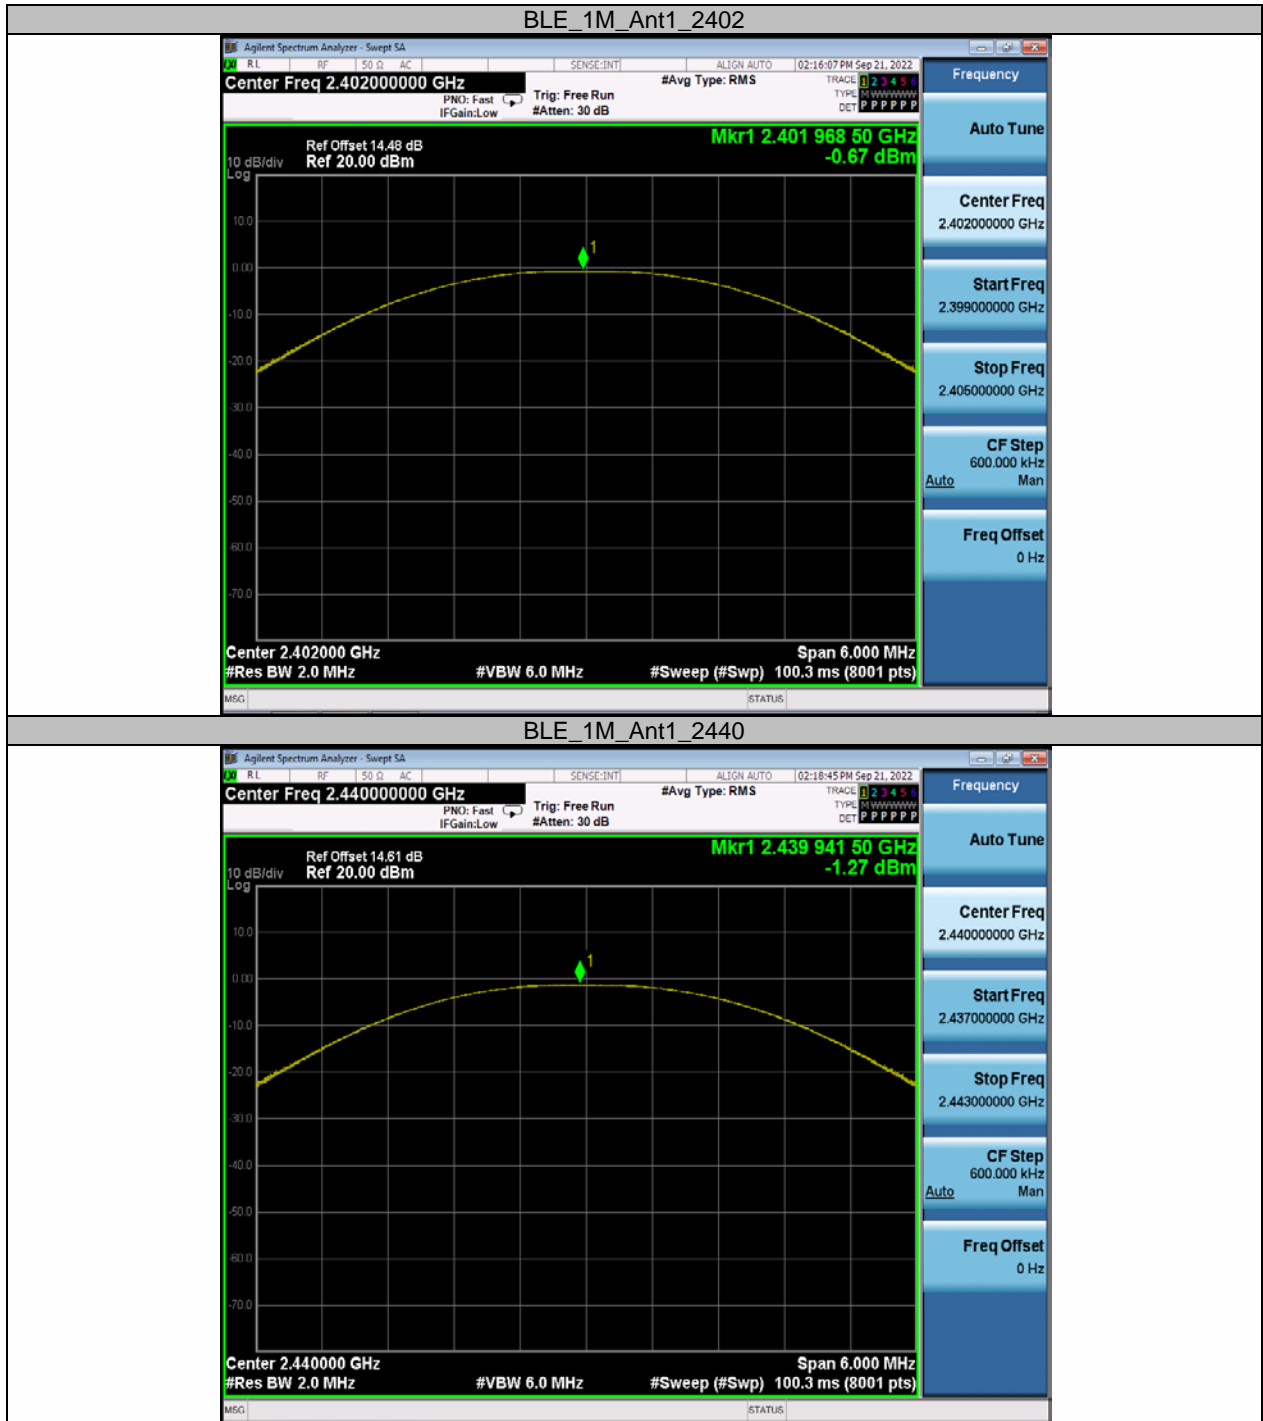 BLE_1M_Ant1_2402
Agilent Spectrum Analyzer - Swept SA
RL RF 50 Ω AC SENSE:INT ALIGN AUTO 02:16:07 PM Sep 21, 2022
Center Freq 2.402000000 GHz #Avg Type: RMS TRACE 1 2 3 4 5 6
PNO: Fast Trig: Free Run TYPE M WWWWW
IFGain:Low #Atten: 30 dB DET P P P P P P
Frequency
Auto Tune
Mkr1 2.401 968 50 GHz
Ref Offset 14.48 dB
10 dB/div Ref 20.00 dBm -0.67 dBm
Log
1
10.0
0.00
-10.0
-20.0
-30.0
-40.0
-50.0
-60.0
-70.0
Center Freq
2.402000000 GHz
Start Freq
2.399000000 GHz
Stop Freq
2.405000000 GHz
CF Step
600.000 kHz
Auto Man
Freq Offset
0 Hz
Center 2.402000 GHz Span 6.000 MHz
#Res BW 2.0 MHz #VBW 6.0 MHz #Sweep (#Swp) 100.3 ms (8001 pts)
MSG STATUS
BLE_1M_Ant1_2440
Agilent Spectrum Analyzer - Swept SA
RL RF 50 Ω AC SENSE:INT ALIGN AUTO 02:18:45 PM Sep 21, 2022
Center Freq 2.440000000 GHz #Avg Type: RMS TRACE 1 2 3 4 5 6
PNO: Fast Trig: Free Run TYPE M WWWWW
IFGain:Low #Atten: 30 dB DET P P P P P P
Frequency
Auto Tune
Mkr1 2.439 941 50 GHz
Ref Offset 14.61 dB
10 dB/div Ref 20.00 dBm -1.27 dBm
Log
1
10.0
0.00
-10.0
-20.0
-30.0
-40.0
-50.0
-60.0
-70.0
Center Freq
2.440000000 GHz
Start Freq
2.437000000 GHz
Stop Freq
2.443000000 GHz
CF Step
600.000 kHz
Auto Man
Freq Offset
0 Hz
Center 2.440000 GHz Span 6.000 MHz
#Res BW 2.0 MHz #VBW 6.0 MHz #Sweep (#Swp) 100.3 ms (8001 pts)
MSG STATUS